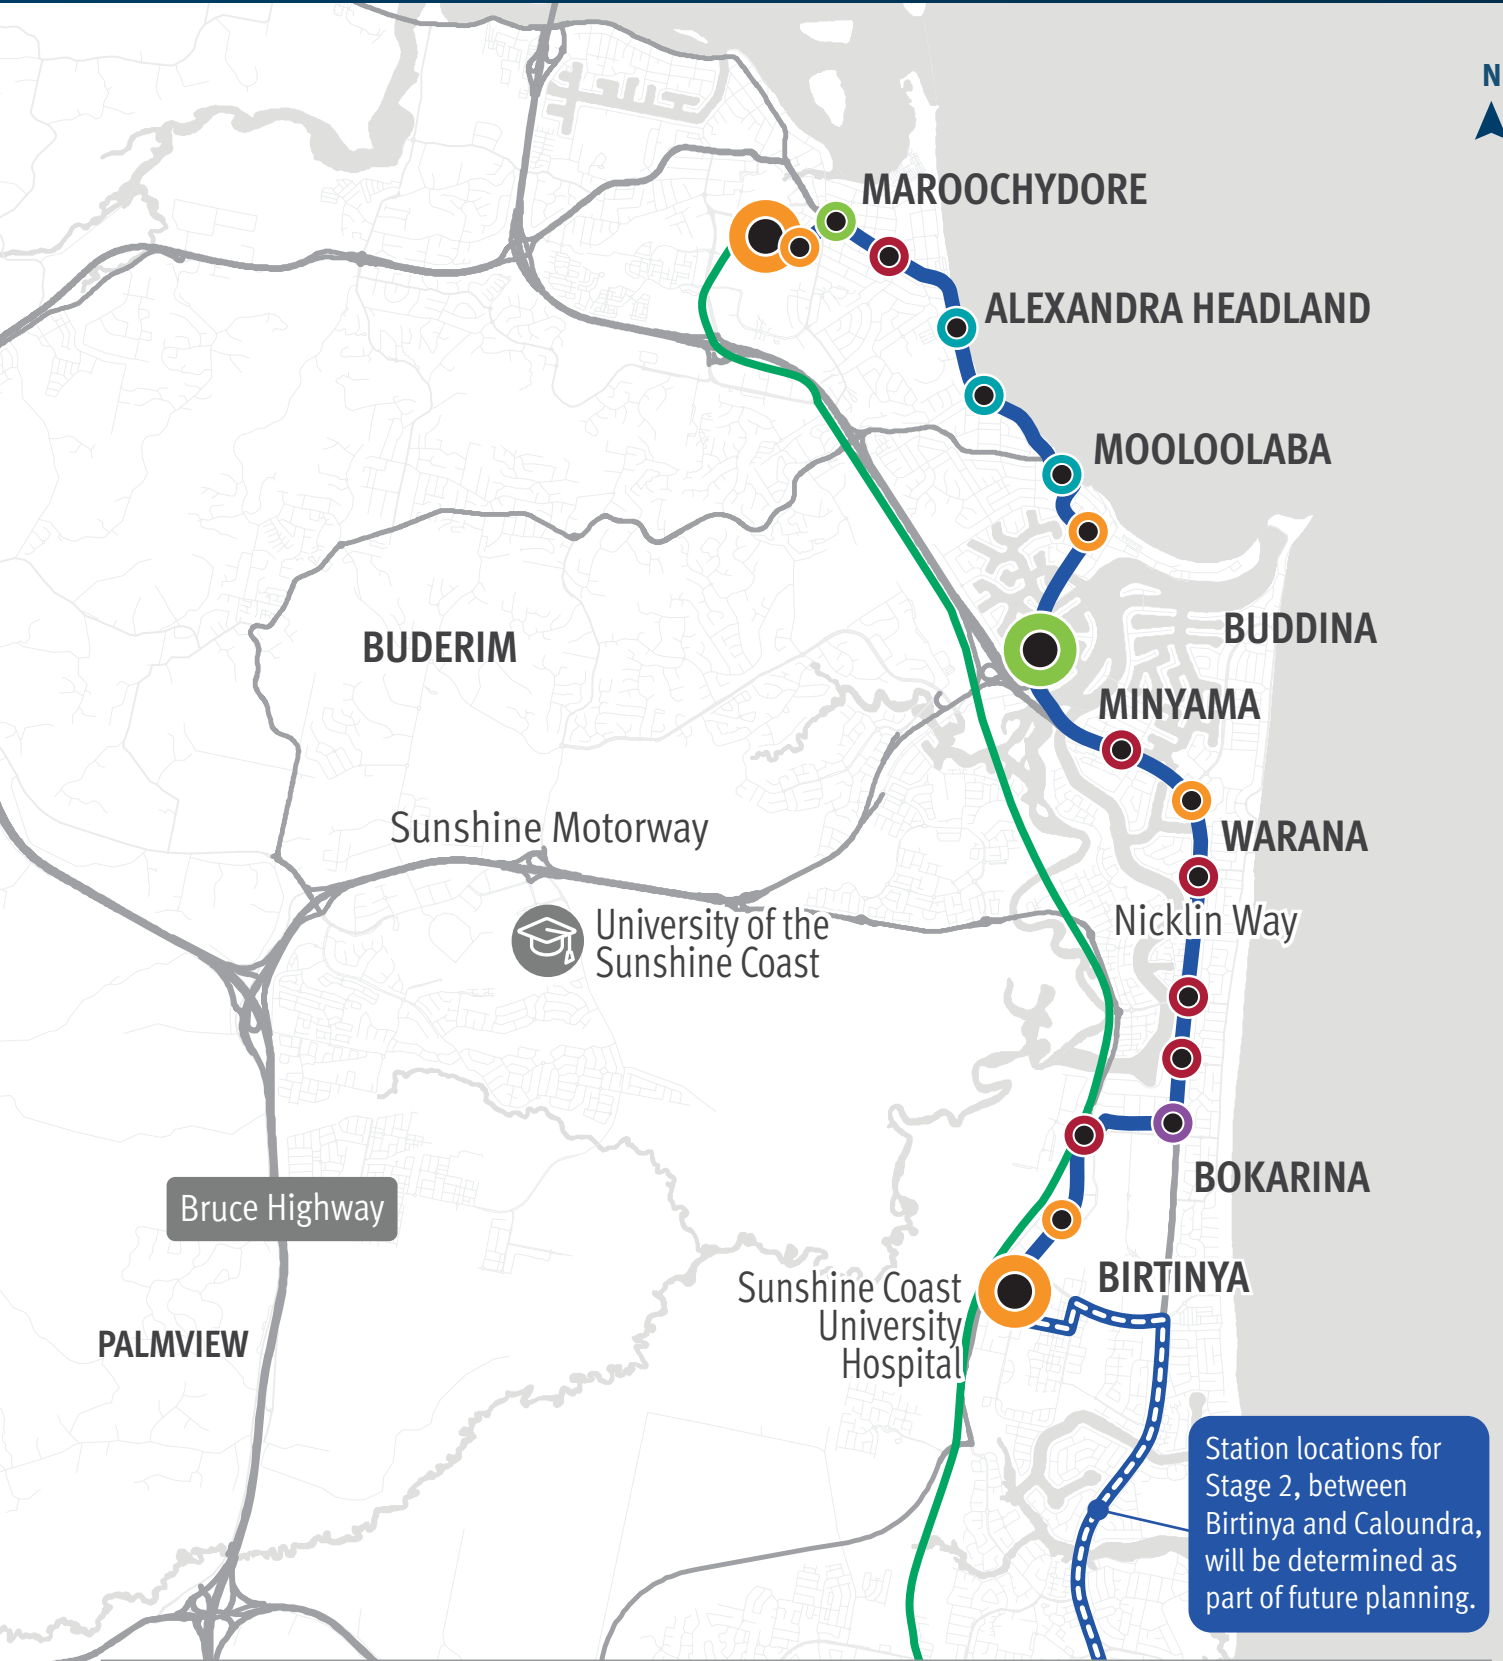 N
MAROOCHYDORE
ALEXANDRA HEADLAND
MOOLOOLABA
BUDDINA
BUDERIM
MINYAMA
Sunshine Motorway
WARANA
University of the
Sunshine Coast
Nicklin Way
BOKARINA
Bruce Highway
BIRTINYA
Sunshine Coast
University
Hospital
PALMVIEW
Station locations for
Stage 2, between
Birtinya and Caloundra,
will be determined as
part of future planning.